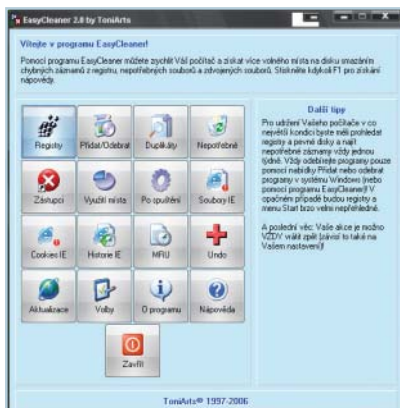 EasyCleaner 2.0 by ToniArts
Vítejte v programu EasyCleaner!
Pomocí programu EasyCleaner můžete zychlit Váš počítač a získat více volného místa na disku smazáním
chybných záznamů z registru, nepotřebných souborů a zdvojených souborů. Stiskněte kdykoli F1 pro získání
nápovědy.
Registry
Přidat/Odebrat
Duplikáty
Nepotřebné
Zástupci
Využití místa
Po spuštění
Soubory IE
Cookies IE
Historie IE
MRU
Undo
Aktualizace
Volby
O programu
Nápověda
Zavřít
Další tipy
Pro udržení Vašeho počítače v co
největší kondici byste měli prohledat
registry a pevné disky a najít
nepotřebné záznamy vždy jednou
týdně. Vždy odebírejte programy pouze
pomocí nabídky Přidat nebo odebrat
programy v systému Windows (nebo
pomocí programu EasyCleaner)! V
opačném případě budou registry a
menu Start brzo velmi nepřehledné.
A poslední věc: Vaše akce je možno
VŽDY vrátit zpět (závisí to také na
Vašem nastavení)!
ToniArts© 1997-2006